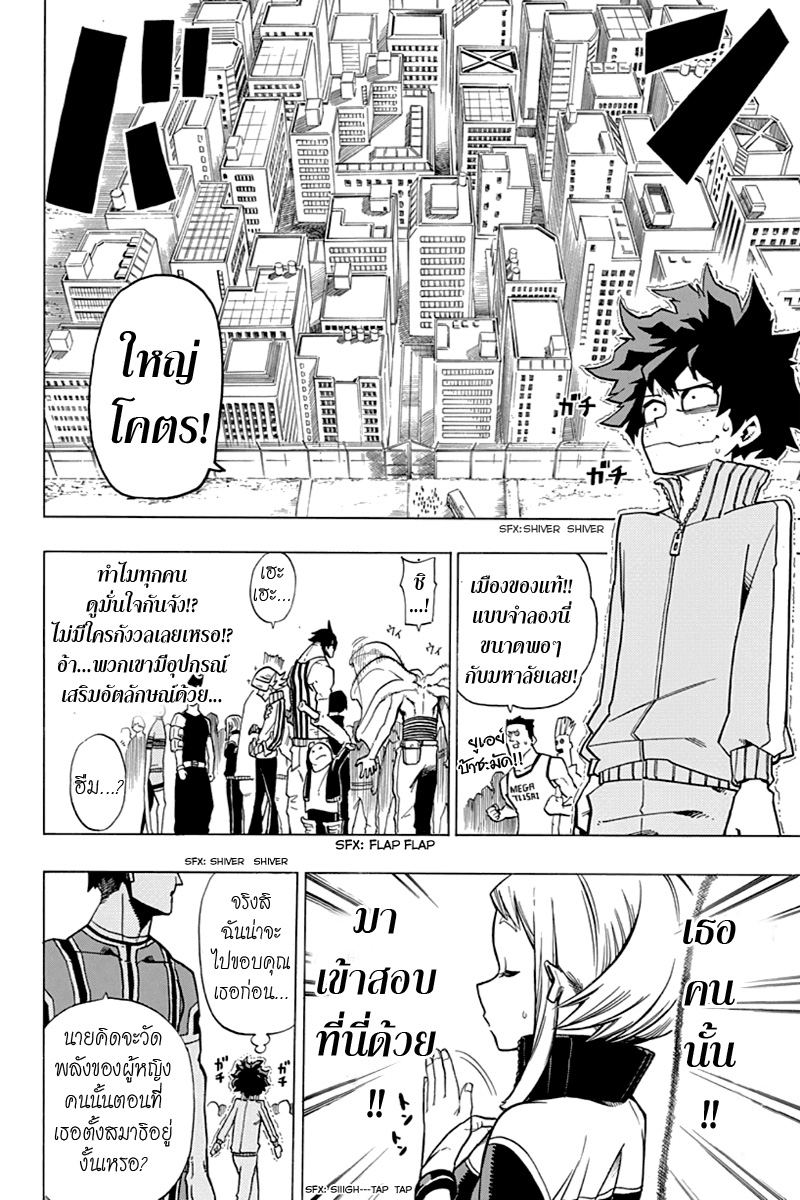 ドドン
ใหญ่
โคตร!
ガチ
ガチ
SFX: SHIVER SHIVER
เมืองของแท้!!
แบบจำลองนี่
ขนาดพอๆ
กับมหาลัยเลย!
ยูเอย์
บ๊าซะมัด!!
MEGA
ชิ
...!
เฮะ
เฮะ...
ทำไมทุกคน
ดูมั่นใจกันจัง!?
ไม่มีใครกังวลเลยเหรอ!?
อ้า...พวกเขามีอุปกรณ์
เสริมอัตลักษณ์ด้วย...
ฮืม...?
SFX: FLAP FLAP
SFX: SHIVER SHIVER
เธอ
คน
นั้น
!!
มา
เข้าสอบ
ที่นี่ด้วย
!!
トン
トン
SFX: SIIIGH---TAP TAP
จริงสิ
ฉันน่าจะ
ไปขอบคุณ
เธอก่อน...
ガチ
ガチ
นายคิดจะวัด
พลังของผู้หญิง
คนนั้นตอนที่
เธอตั้งสมาธิอยู่
งั้นเหรอ?